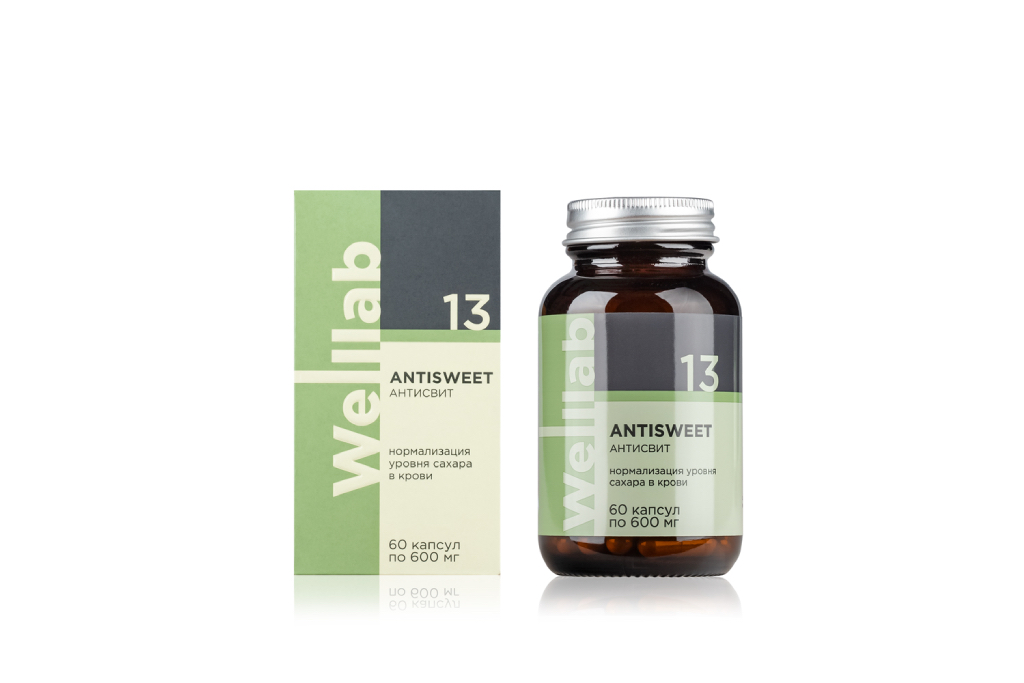 welllab
13
ANTISWEET
АНТИСВИТ
нормализация
уровня сахара
в крови
60 капсул
по 600 мг
welllab
13
ANTISWEET
АНТИСВИТ
нормализация уровня
сахара в крови
60 капсул
по 600 мг